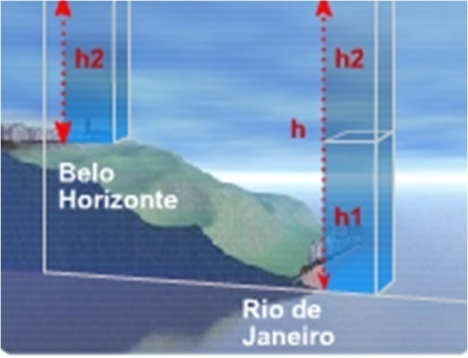 h2
h2
h
Belo
Horizonte
h1
Rio de
Janeiro